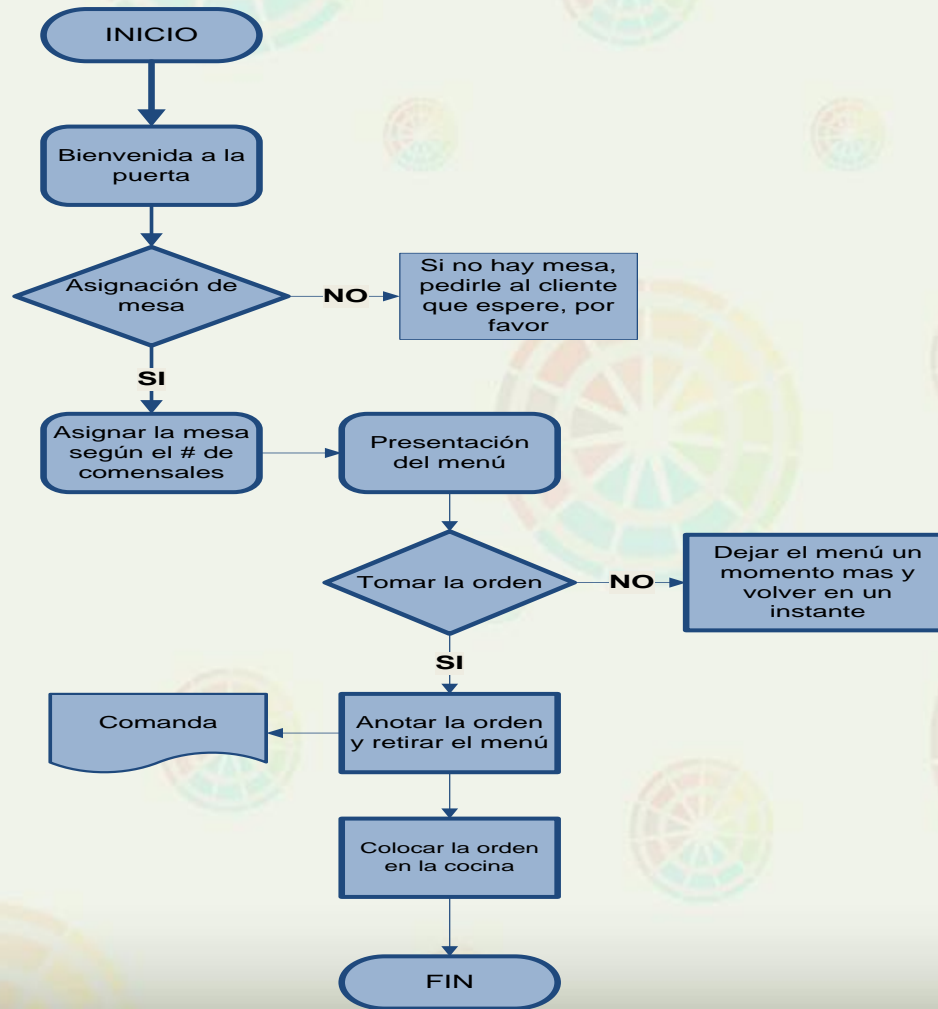 INICIO
Bienvenida a la
puerta
Asignación de
mesa
NO
Si no hay mesa,
pedirle al cliente
que espere, por
favor
SI
Asignar la mesa
según el # de
comensales
Presentación
del menú
Tomar la orden
NO
Dejar el menú un
momento mas y
volver en un
instante
SI
Comanda
Anotar la orden
y retirar el menú
Colocar la orden
en la cocina
FIN